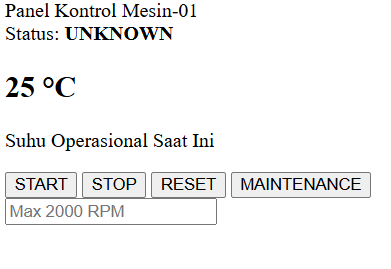 Panel Kontrol Mesin-01
Status: UNKNOWN
25 °C
Suhu Operasional Saat Ini
START STOP RESET MAINTENANCE
Max 2000 RPM